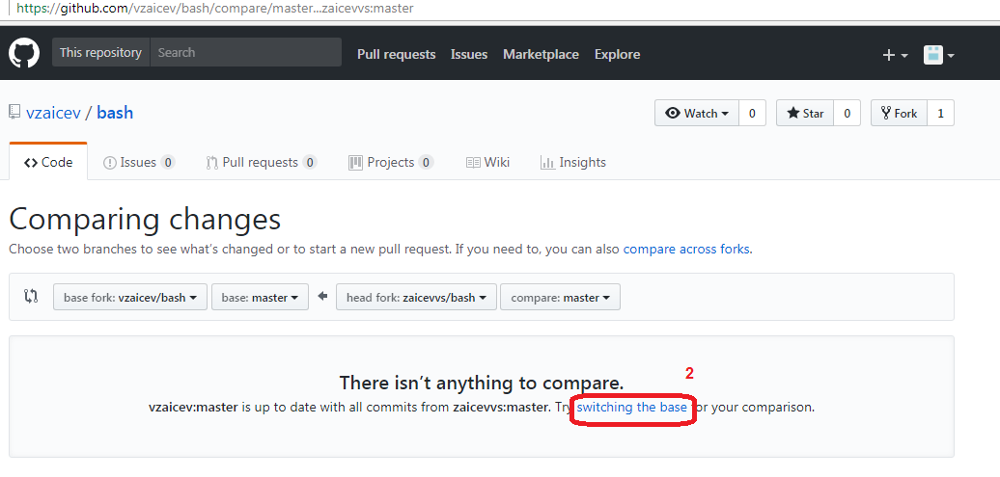 https://github.com/vzaicev/bash/compare/master...zaicevvs:master
This repository Search Pull requests Issues Marketplace Explore
vzaicev / bash Watch 0 Star 0 Fork 1
Code Issues 0 Pull requests 0 Projects 0 Wiki Insights
Comparing changes
Choose two branches to see what's changed or to start a new pull request. If you need to, you can also compare across forks.
base fork: vzaicev/bash base: master head fork: zaicevvs/bash compare: master
2
There isn't anything to compare.
vzaicev:master is up to date with all commits from zaicevvs:master. Try switching the base for your comparison.